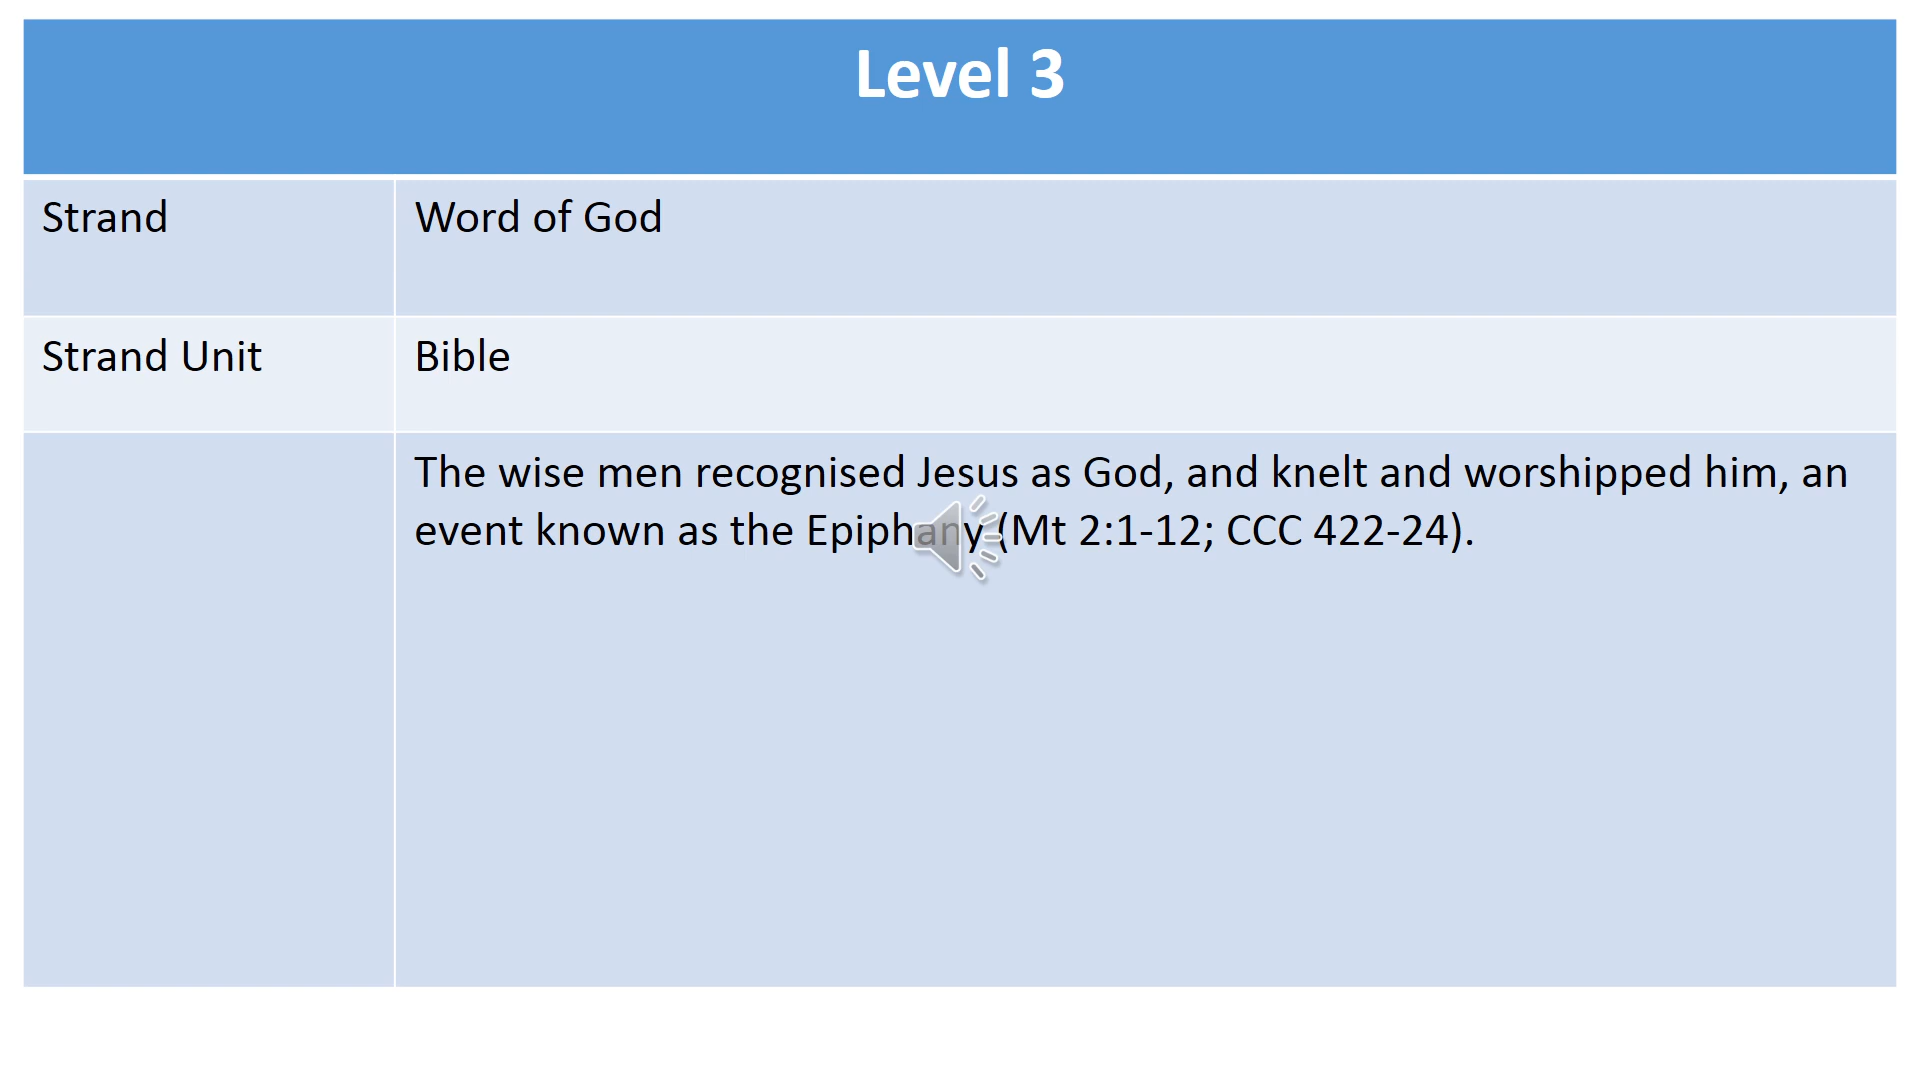 Level 3
Strand
Word of God
Strand Unit
Bible
The wise men recognised Jesus as God, and knelt and worshipped him, an
event known as the Epiphany (Mt 2:1-12; CCC 422-24).